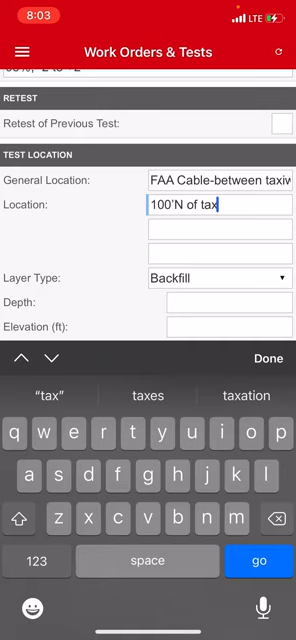 8:03
LTE
Work Orders & Tests
RETEST
Retest of Previous Test:
TEST LOCATION
General Location: FAA Cable-between taxiw
Location: 100'N of tax
Layer Type: Backfill
Depth:
Elevation (ft):
Done
“tax” taxes taxation
q w e r t y u i o p
a s d f g h j k l
z x c v b n m
123 space go